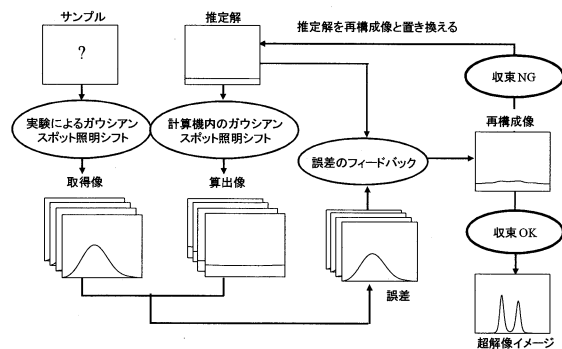 サンプル
?
推定解
推定解を再構成像と置き換える
収束NG
実験によるガウシアン
スポット照明シフト
計算機内のガウシアン
スポット照明シフト
誤差のフィードバック
再構成像
取得像
算出像
誤差
収束OK
超解像イメージ